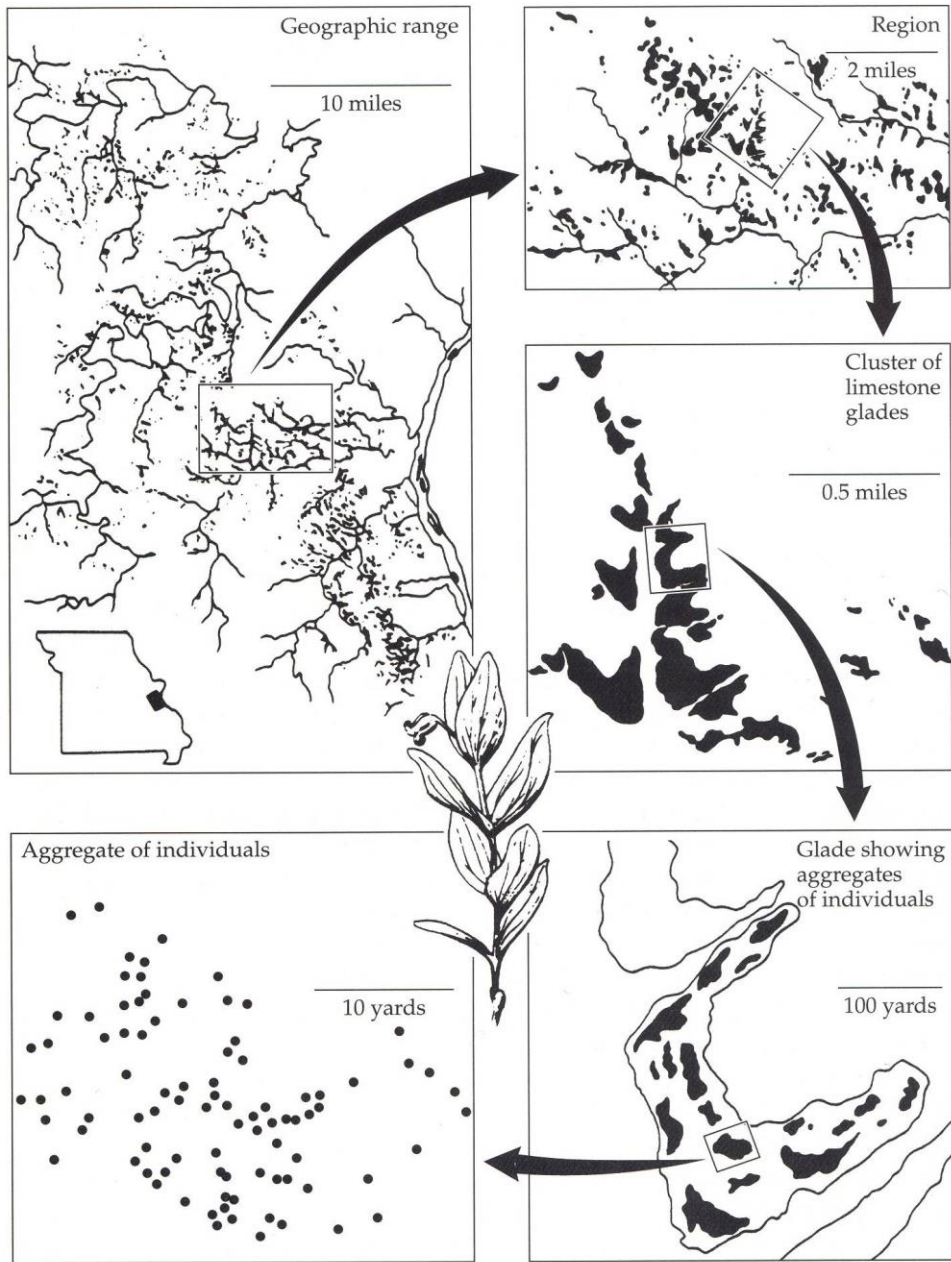 Geographic range
10 miles
Region
2 miles
Cluster of
limestone
glades
0.5 miles
Aggregate of individuals
10 yards
Glade showing
aggregates
of individuals
100 yards